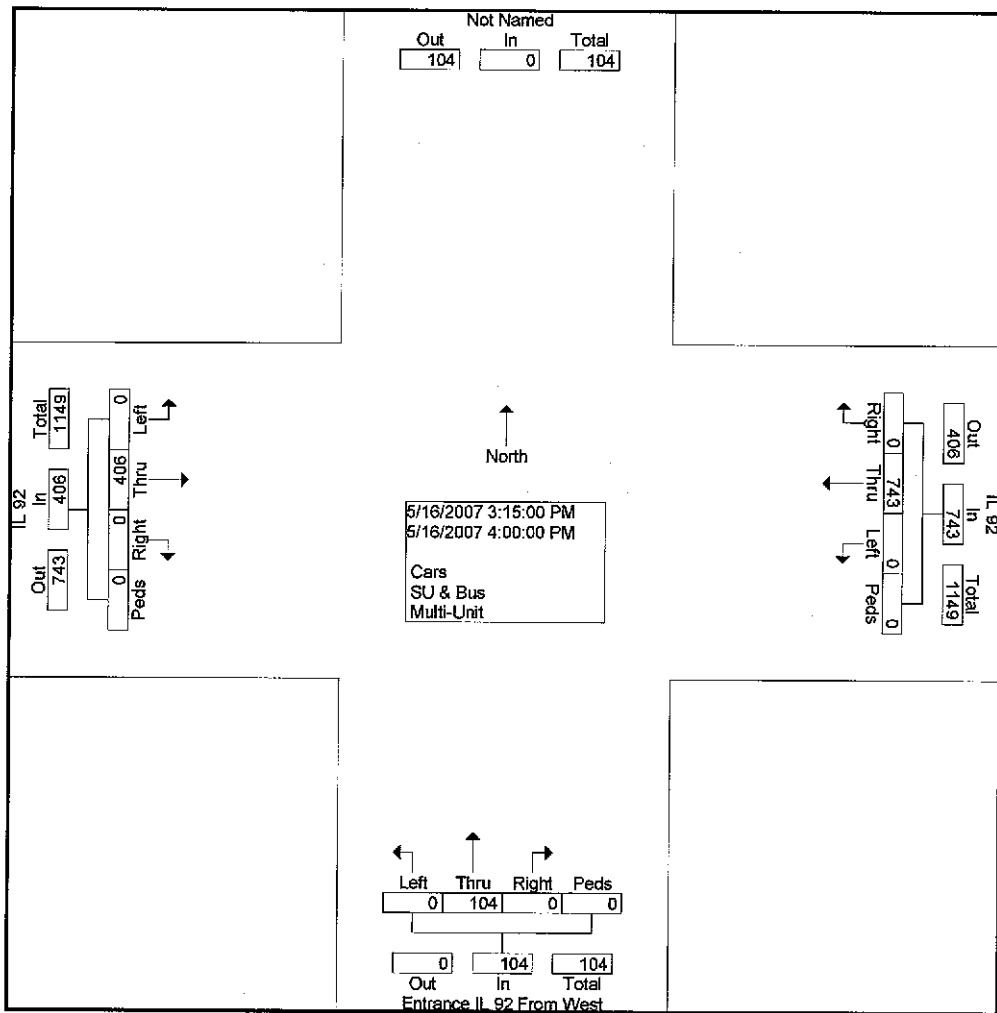 Not Named
Out In Total
104 0 104
Total In Out
1149 406 743
IL 92
0 406 0 0
Left Thru Right Peds
North
5/16/2007 3:15:00 PM
5/16/2007 4:00:00 PM
Cars
SU & Bus
Multi-Unit
Right Thru Left Peds
0 743 0 0
Out In Total
406 743 1149
IL 92
Left Thru Right Peds
0 104 0 0
0 104 104
Out In Total
Entrance IL 92 From West